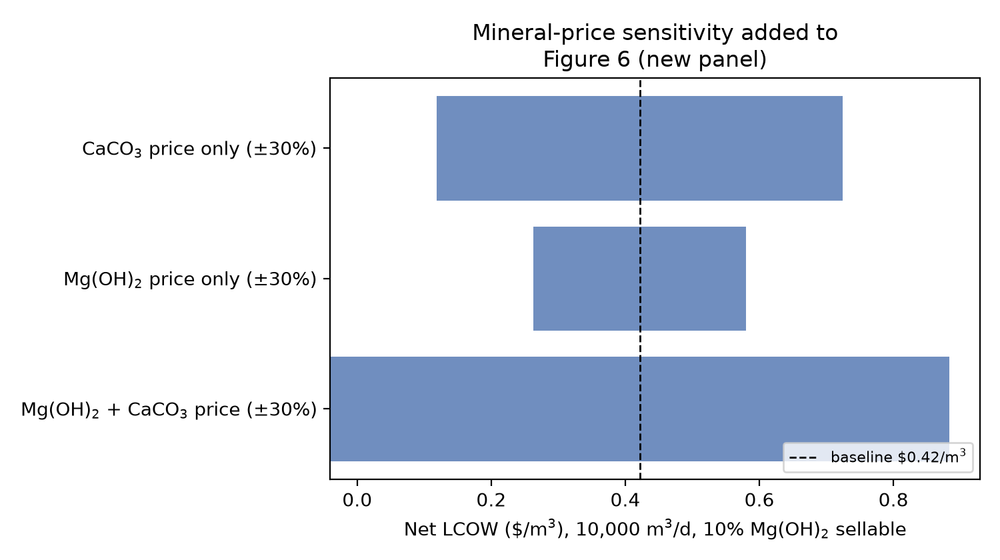 Mineral-price sensitivity added to
Figure 6 (new panel)
CaCO₃ price only (±30%)
Mg(OH)₂ price only (±30%)
Mg(OH)₂ + CaCO₃ price (±30%)
baseline $0.42/m³
0.0 0.2 0.4 0.6 0.8
Net LCOW ($/m³), 10,000 m³/d, 10% Mg(OH)₂ sellable